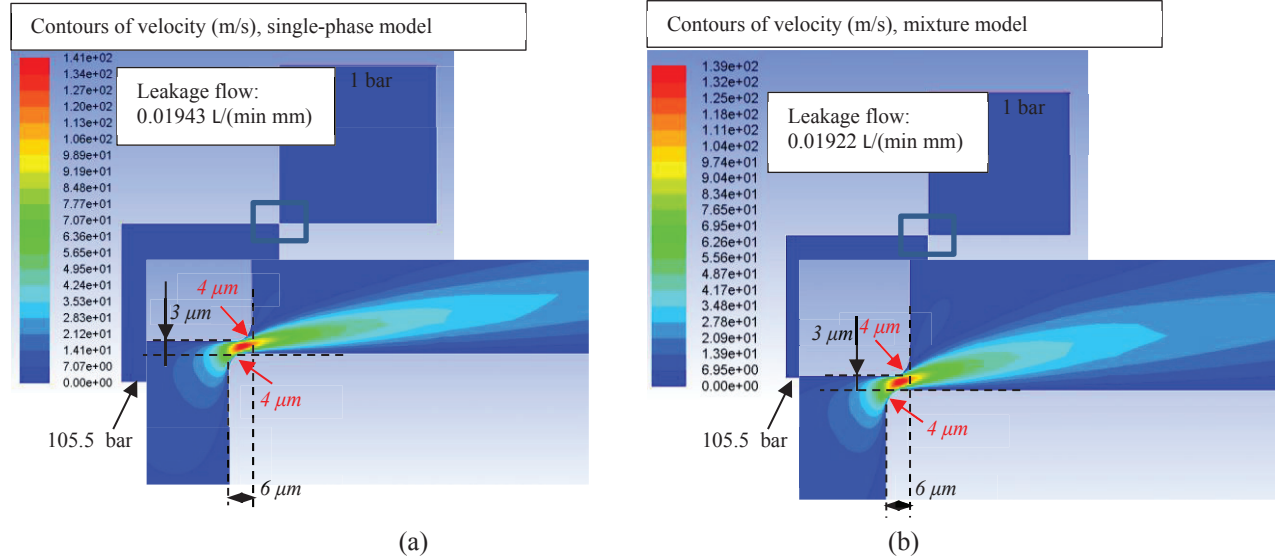 Contours of velocity (m/s), single-phase model
1.41e+02
1.34e+02
1.27e+02
1.20e+02
1.13e+02
1.06e+02
9.89e+01
9.19e+01
8.48e+01
7.77e+01
7.07e+01
6.36e+01
5.65e+01
4.95e+01
4.24e+01
3.53e+01
2.83e+01
2.12e+01
1.41e+01
7.07e+00
0.00e+00
Leakage flow:
0.01943 L/(min mm)
1 bar
4 μm
3 μm
4 μm
105.5 bar
6 μm
(a)
Contours of velocity (m/s), mixture model
1.39e+02
1.32e+02
1.25e+02
1.18e+02
1.11e+02
1.04e+02
9.74e+01
9.04e+01
8.34e+01
7.65e+01
6.95e+01
6.26e+01
5.56e+01
4.87e+01
4.17e+01
3.48e+01
2.78e+01
2.09e+01
1.39e+01
6.95e+00
0.00e+00
Leakage flow:
0.01922 L/(min mm)
1 bar
4 μm
3 μm
4 μm
105.5 bar
6 μm
(b)